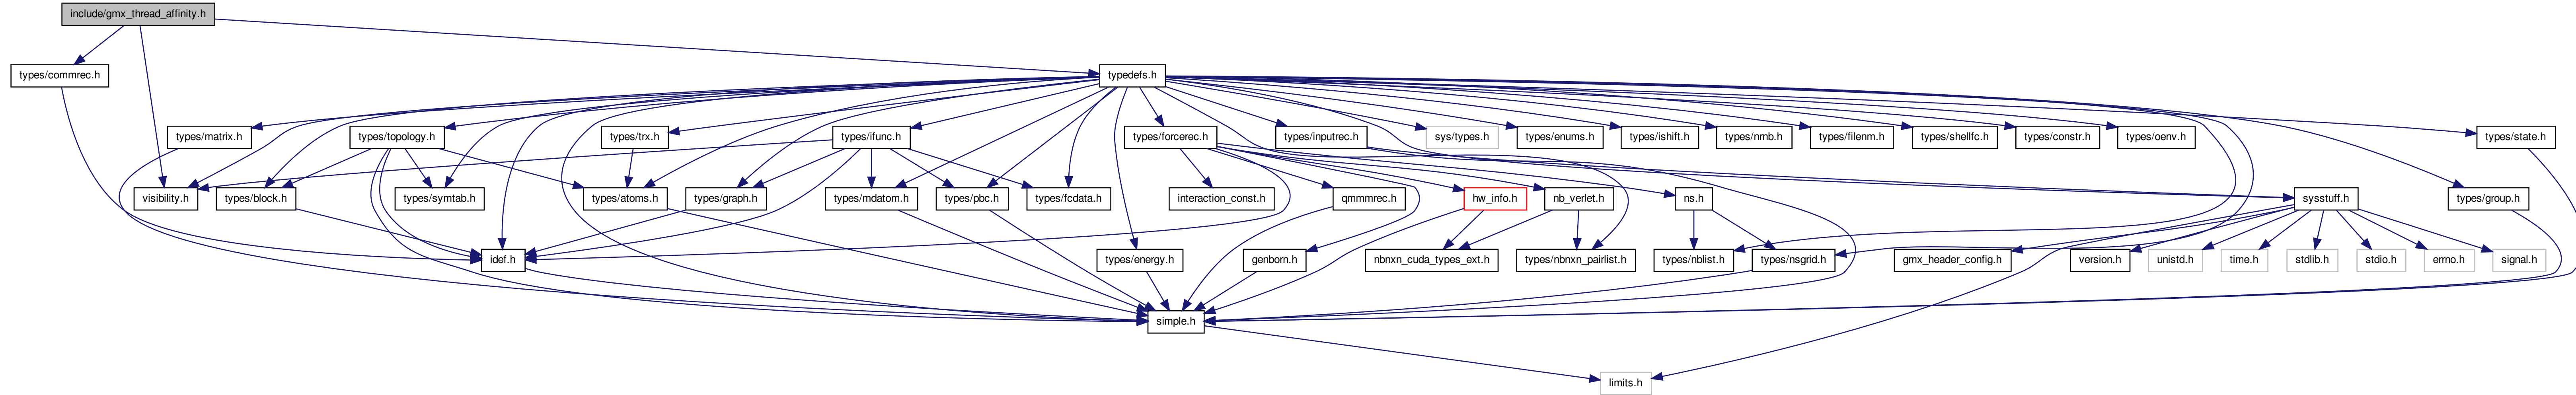 include/gmx_thread_affinity.h
types/commrec.h
typedefs.h
types/matrix.h
types/topology.h
types/trx.h
types/ifunc.h
types/forcerec.h
types/inputrec.h
sys/types.h
types/enums.h
types/ishift.h
types/nrnb.h
types/filenm.h
types/shellfc.h
types/constr.h
types/oenv.h
types/state.h
visibility.h
types/block.h
types/symtab.h
types/atoms.h
types/graph.h
types/mdatom.h
types/pbc.h
types/fcdata.h
interaction_const.h
qmmmrec.h
hw_info.h
nb_verlet.h
ns.h
sysstuff.h
types/group.h
idef.h
types/energy.h
genborn.h
nbnxn_cuda_types_ext.h
types/nbnxn_pairlist.h
types/nblist.h
types/nsgrid.h
gmx_header_config.h
version.h
unistd.h
time.h
stdlib.h
stdio.h
errno.h
signal.h
simple.h
limits.h